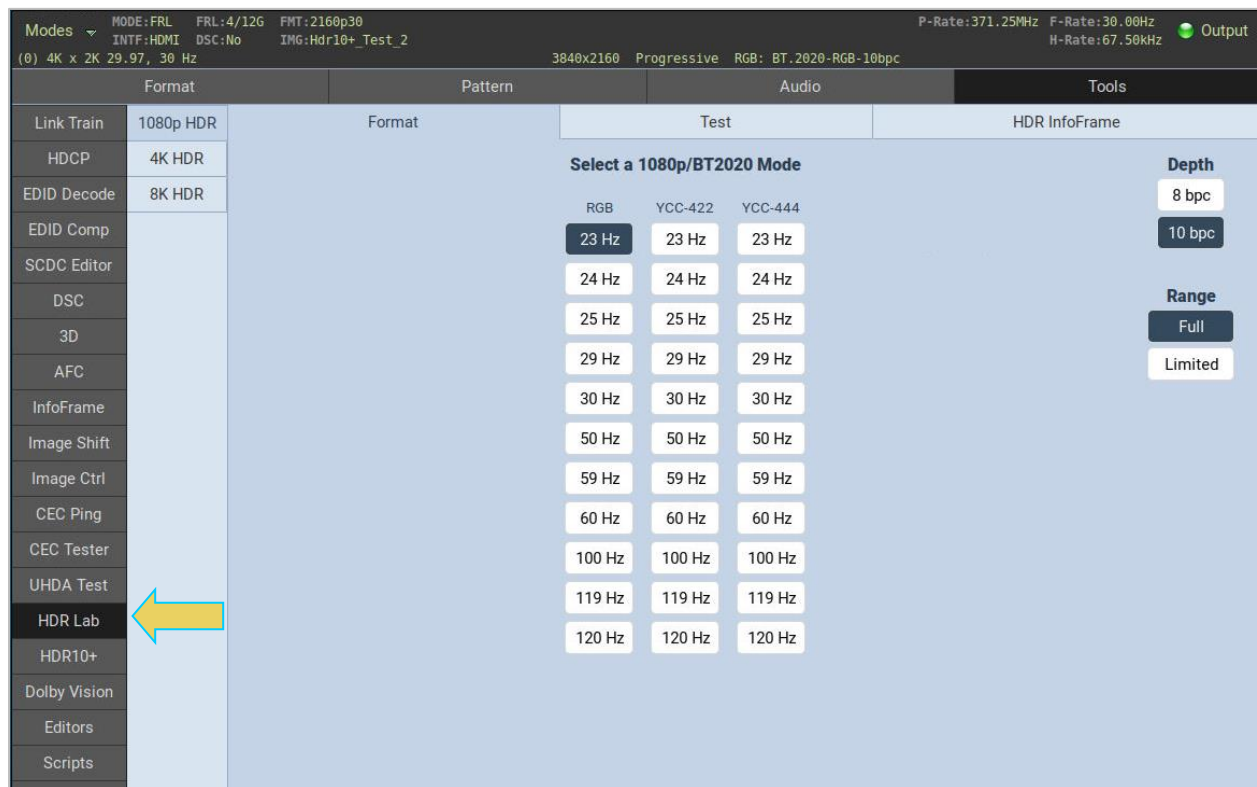 Modes MODE:FRL FRL:4/12G FMT:2160p30 P-Rate:371.25MHz F-Rate:30.00Hz Output
INTF:HDMI DSC:No IMG:Hdr10+_Test_2 H-Rate:67.50kHz
(0) 4K x 2K 29.97, 30 Hz 3840x2160 Progressive RGB: BT.2020-RGB-10bpc
Format Pattern Audio Tools
Link Train 1080p HDR Format Test HDR InfoFrame
HDCP 4K HDR Select a 1080p/BT2020 Mode Depth
EDID Decode 8K HDR 8 bpc
RGB YCC-422 YCC-444
EDID Comp 23 Hz 23 Hz 23 Hz 10 bpc
SCDC Editor 24 Hz 24 Hz 24 Hz
DSC Range
3D 25 Hz 25 Hz 25 Hz Full
AFC 29 Hz 29 Hz 29 Hz Limited
InfoFrame 30 Hz 30 Hz 30 Hz
Image Shift 50 Hz 50 Hz 50 Hz
Image Ctrl 59 Hz 59 Hz 59 Hz
CEC Ping 60 Hz 60 Hz 60 Hz
CEC Tester 100 Hz 100 Hz 100 Hz
UHDA Test 119 Hz 119 Hz 119 Hz
HDR Lab 120 Hz 120 Hz 120 Hz
HDR10+
Dolby Vision
Editors
Scripts